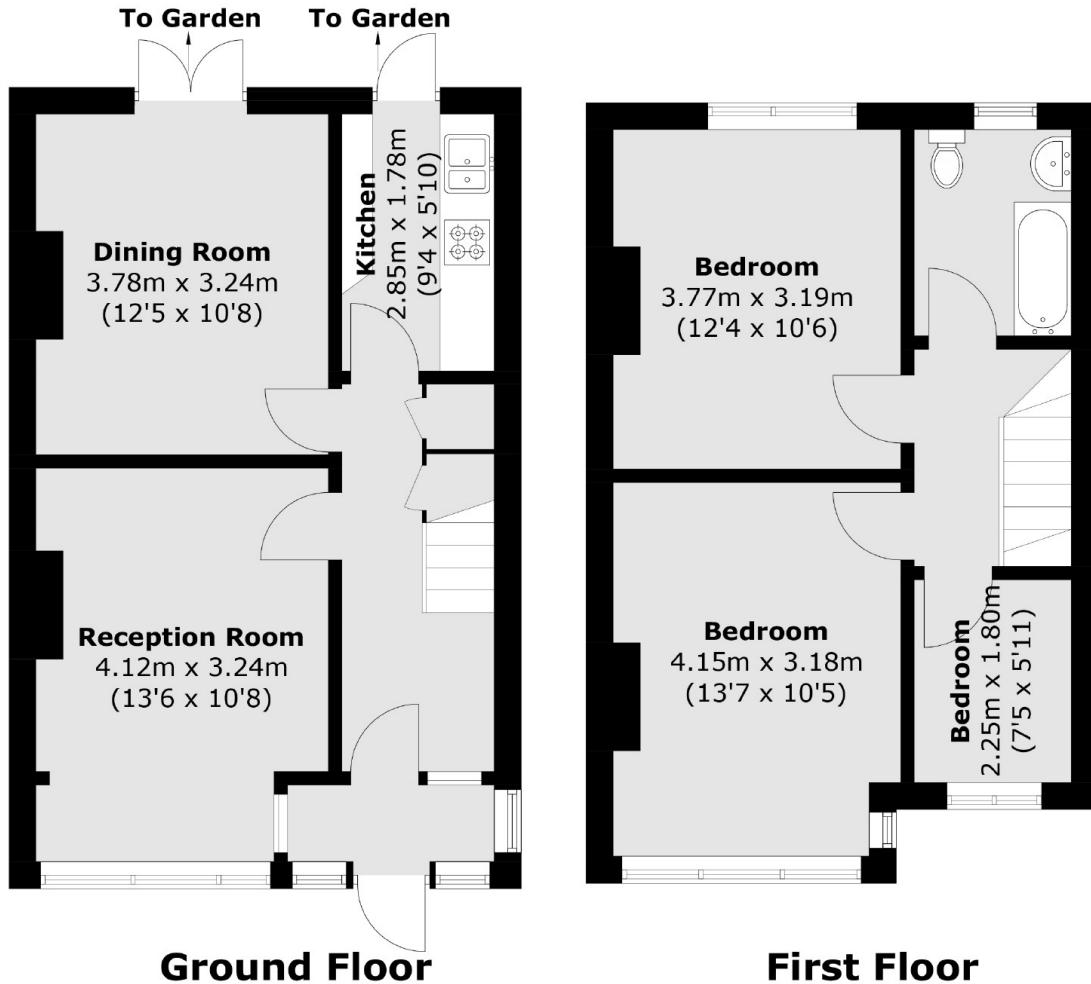 To Garden
To Garden
Dining Room
3.78m x 3.24m
(12'5 x 10'8)
Kitchen
2.85m x 1.78m
(9'4 x 5'10)
Reception Room
4.12m x 3.24m
(13'6 x 10'8)
Ground Floor
Bedroom
3.77m x 3.19m
(12'4 x 10'6)
Bedroom
4.15m x 3.18m
(13'7 x 10'5)
Bedroom
2.25m x 1.80m
(7'5 x 5'11)
First Floor